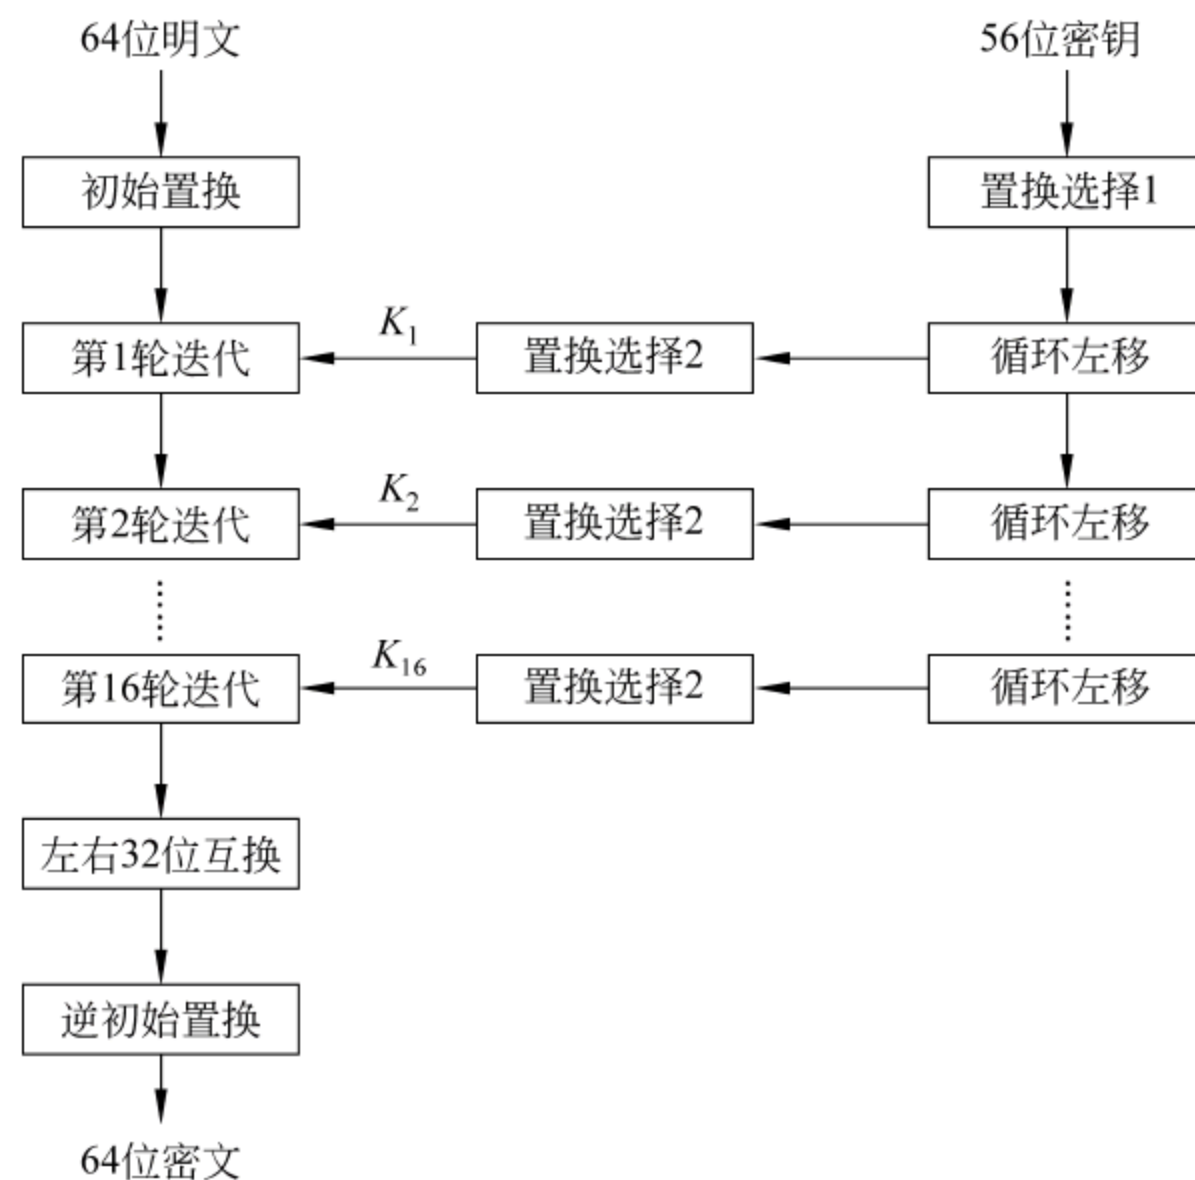 64位明文
56位密钥
初始置换
置换选择1
第1轮迭代
K1
置换选择2
循环左移
第2轮迭代
K2
置换选择2
循环左移
第16轮迭代
K16
置换选择2
循环左移
左右32位互换
逆初始置换
64位密文